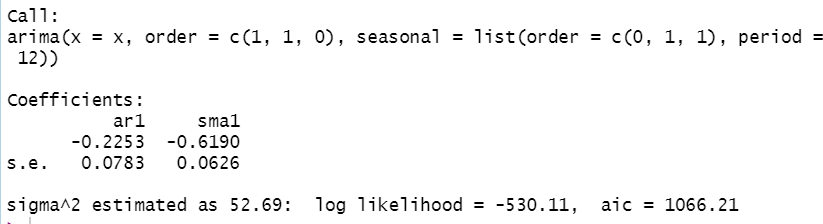 Call:
arima(x = x, order = c(1, 1, 0), seasonal = list(order = c(0, 1, 1), period =
 12))

Coefficients:
          ar1     sma1
      -0.2253  -0.6190
s.e.   0.0783   0.0626

sigma^2 estimated as 52.69:  log likelihood = -530.11,  aic = 1066.21